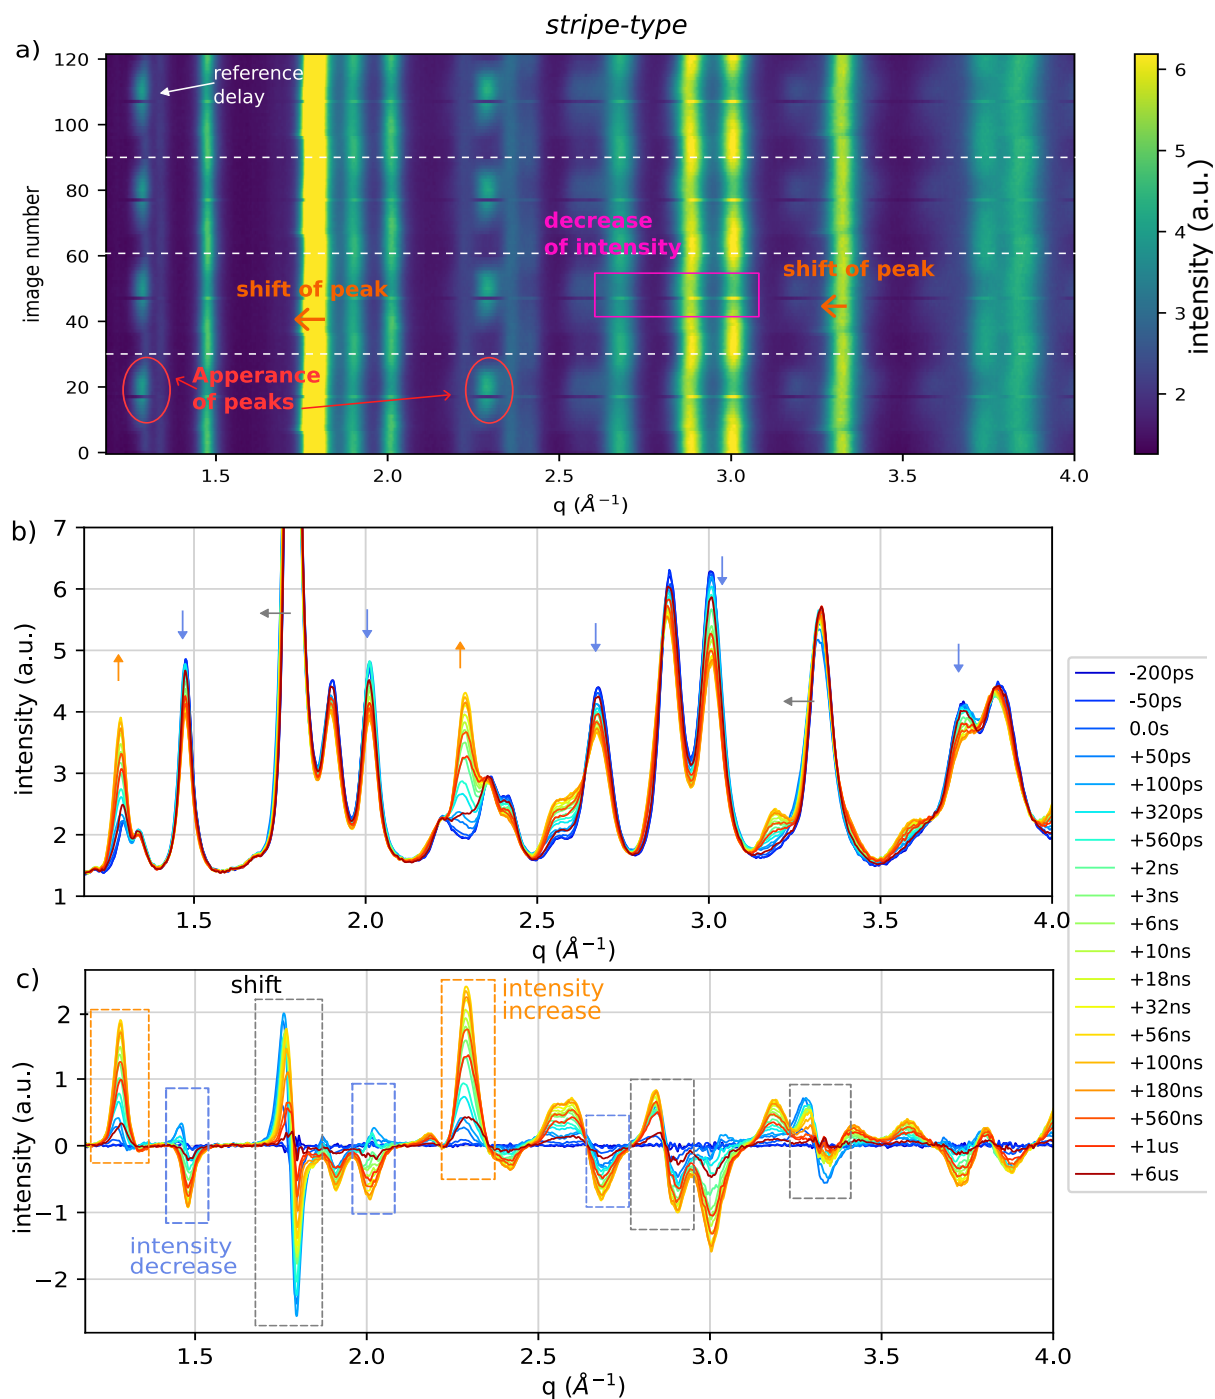 stripe-type
a)
reference
delay
decrease
of intensity
shift of peak
shift of peak
Apperance
of peaks
120
100
80
60
40
20
0
image number
1.5
2.0
2.5
3.0
3.5
4.0
q (Å⁻¹)
6
5
4
3
2
intensity (a.u.)
b)
7
6
5
4
3
2
1
intensity (a.u.)
1.5
2.0
2.5
3.0
3.5
4.0
q (Å⁻¹)
-200ps
-50ps
0.0s
+50ps
+100ps
+320ps
+560ps
+2ns
+3ns
+6ns
+10ns
+18ns
+32ns
+56ns
+100ns
+180ns
+560ns
+1us
+6us
c)
shift
intensity
increase
intensity
decrease
2
1
0
−1
−2
intensity (a.u.)
1.5
2.0
2.5
3.0
3.5
4.0
q (Å⁻¹)